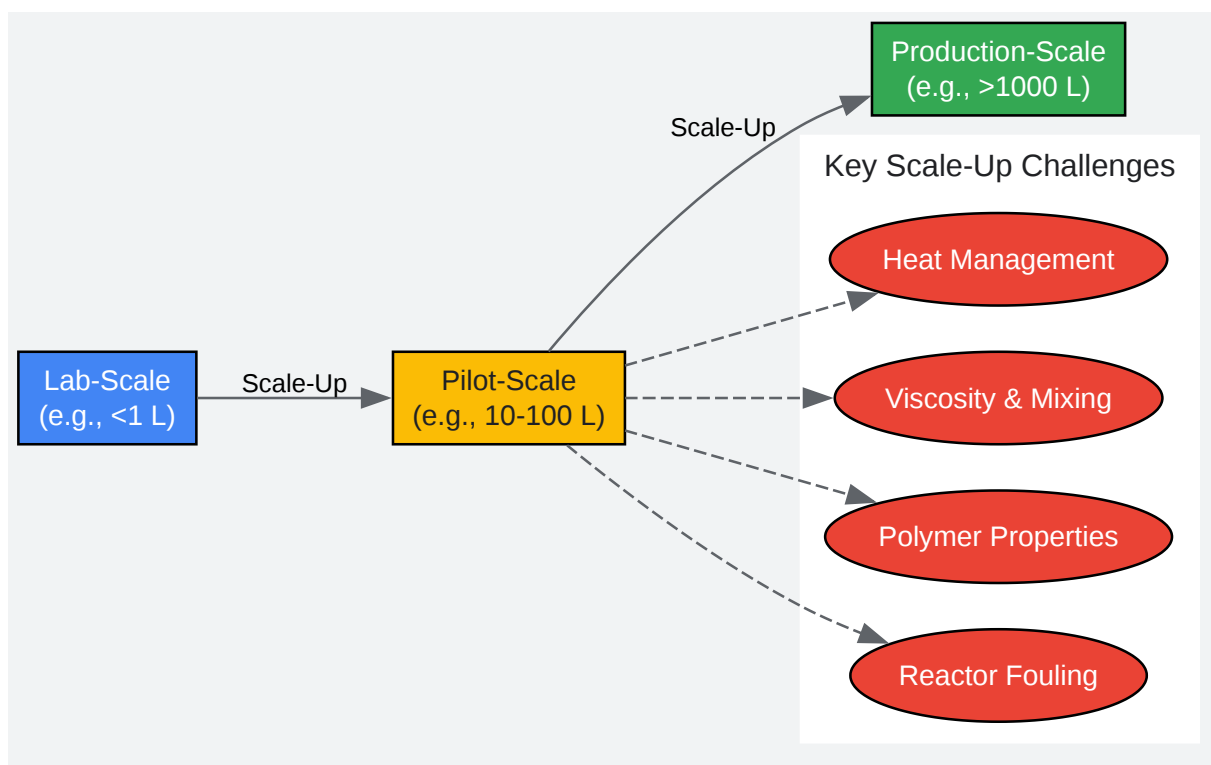 Production-Scale
(e.g., >1000 L)
Scale-Up
Key Scale-Up Challenges
Heat Management
Lab-Scale
(e.g., <1 L)
Scale-Up
Pilot-Scale
(e.g., 10-100 L)
Viscosity & Mixing
Polymer Properties
Reactor Fouling